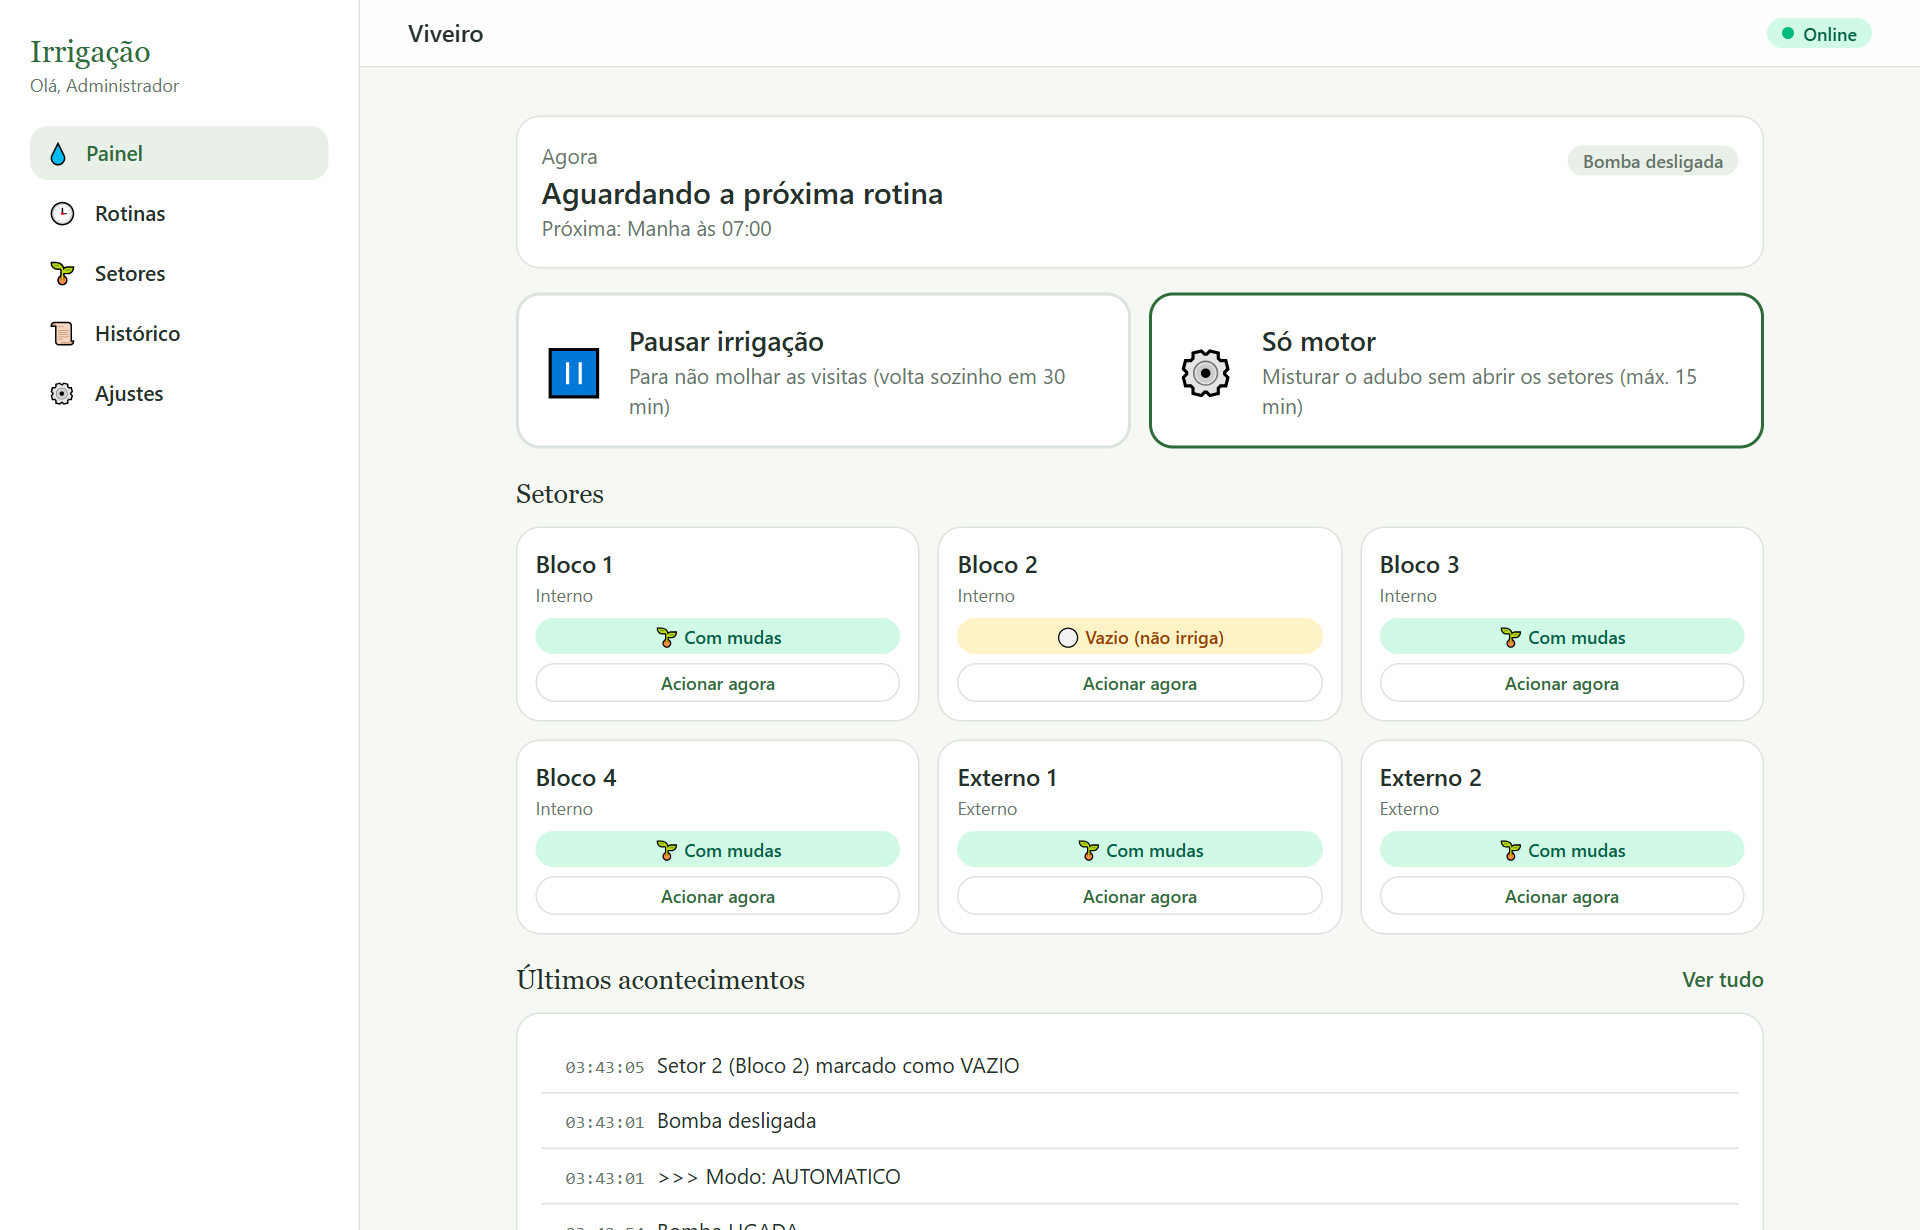 Irrigação
Olá, Administrador
Painel
Rotinas
Setores
Histórico
Ajustes
Viveiro
Online
Agora
Aguardando a próxima rotina
Próxima: Manha às 07:00
Bomba desligada
Pausar irrigação
Para não molhar as visitas (volta sozinho em 30
min)
Só motor
Misturar o adubo sem abrir os setores (máx. 15
min)
Setores
Bloco 1
Interno
Com mudas
Acionar agora
Bloco 2
Interno
Vazio (não irriga)
Acionar agora
Bloco 3
Interno
Com mudas
Acionar agora
Bloco 4
Interno
Com mudas
Acionar agora
Externo 1
Externo
Com mudas
Acionar agora
Externo 2
Externo
Com mudas
Acionar agora
Últimos acontecimentos
Ver tudo
03:43:05 Setor 2 (Bloco 2) marcado como VAZIO
03:43:01 Bomba desligada
03:43:01 >>> Modo: AUTOMATICO
Bomba LIGADA